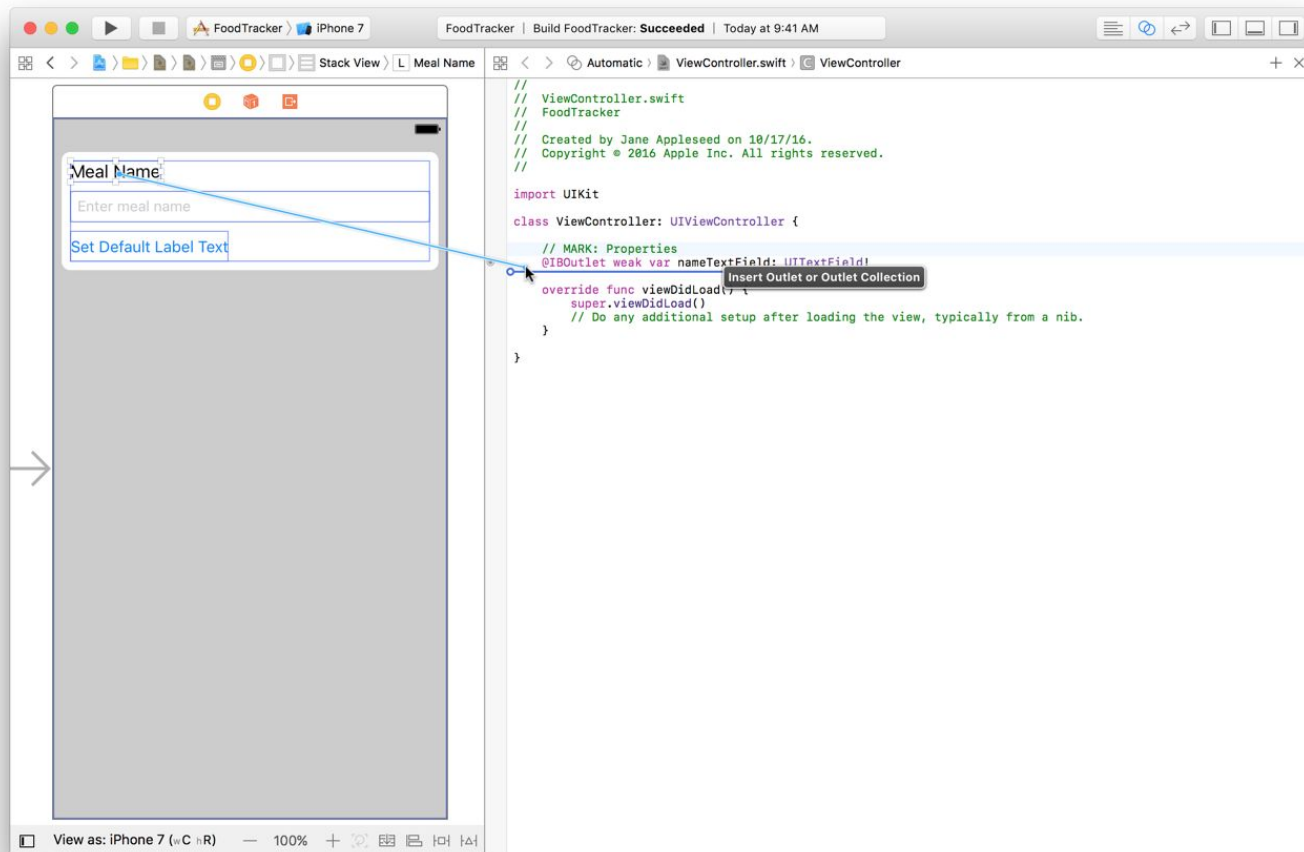 FoodTracker 〉 iPhone 7
FoodTracker | Build FoodTracker: Succeeded | Today at 9:41 AM
Stack View 〉 L Meal Name
Automatic 〉 ViewController.swift 〉 C ViewController
Meal Name
Enter meal name
Set Default Label Text
//
//  ViewController.swift
//  FoodTracker
//
//  Created by Jane Appleseed on 10/17/16.
//  Copyright © 2016 Apple Inc. All rights reserved.
//
import UIKit
class ViewController: UIViewController {
// MARK: Properties
@IBOutlet weak var nameTextField: UITextField!
Insert Outlet or Outlet Collection
override func viewDidLoad() {
super.viewDidLoad()
// Do any additional setup after loading the view, typically from a nib.
}
}
View as: iPhone 7 (wC hR) — 100% +